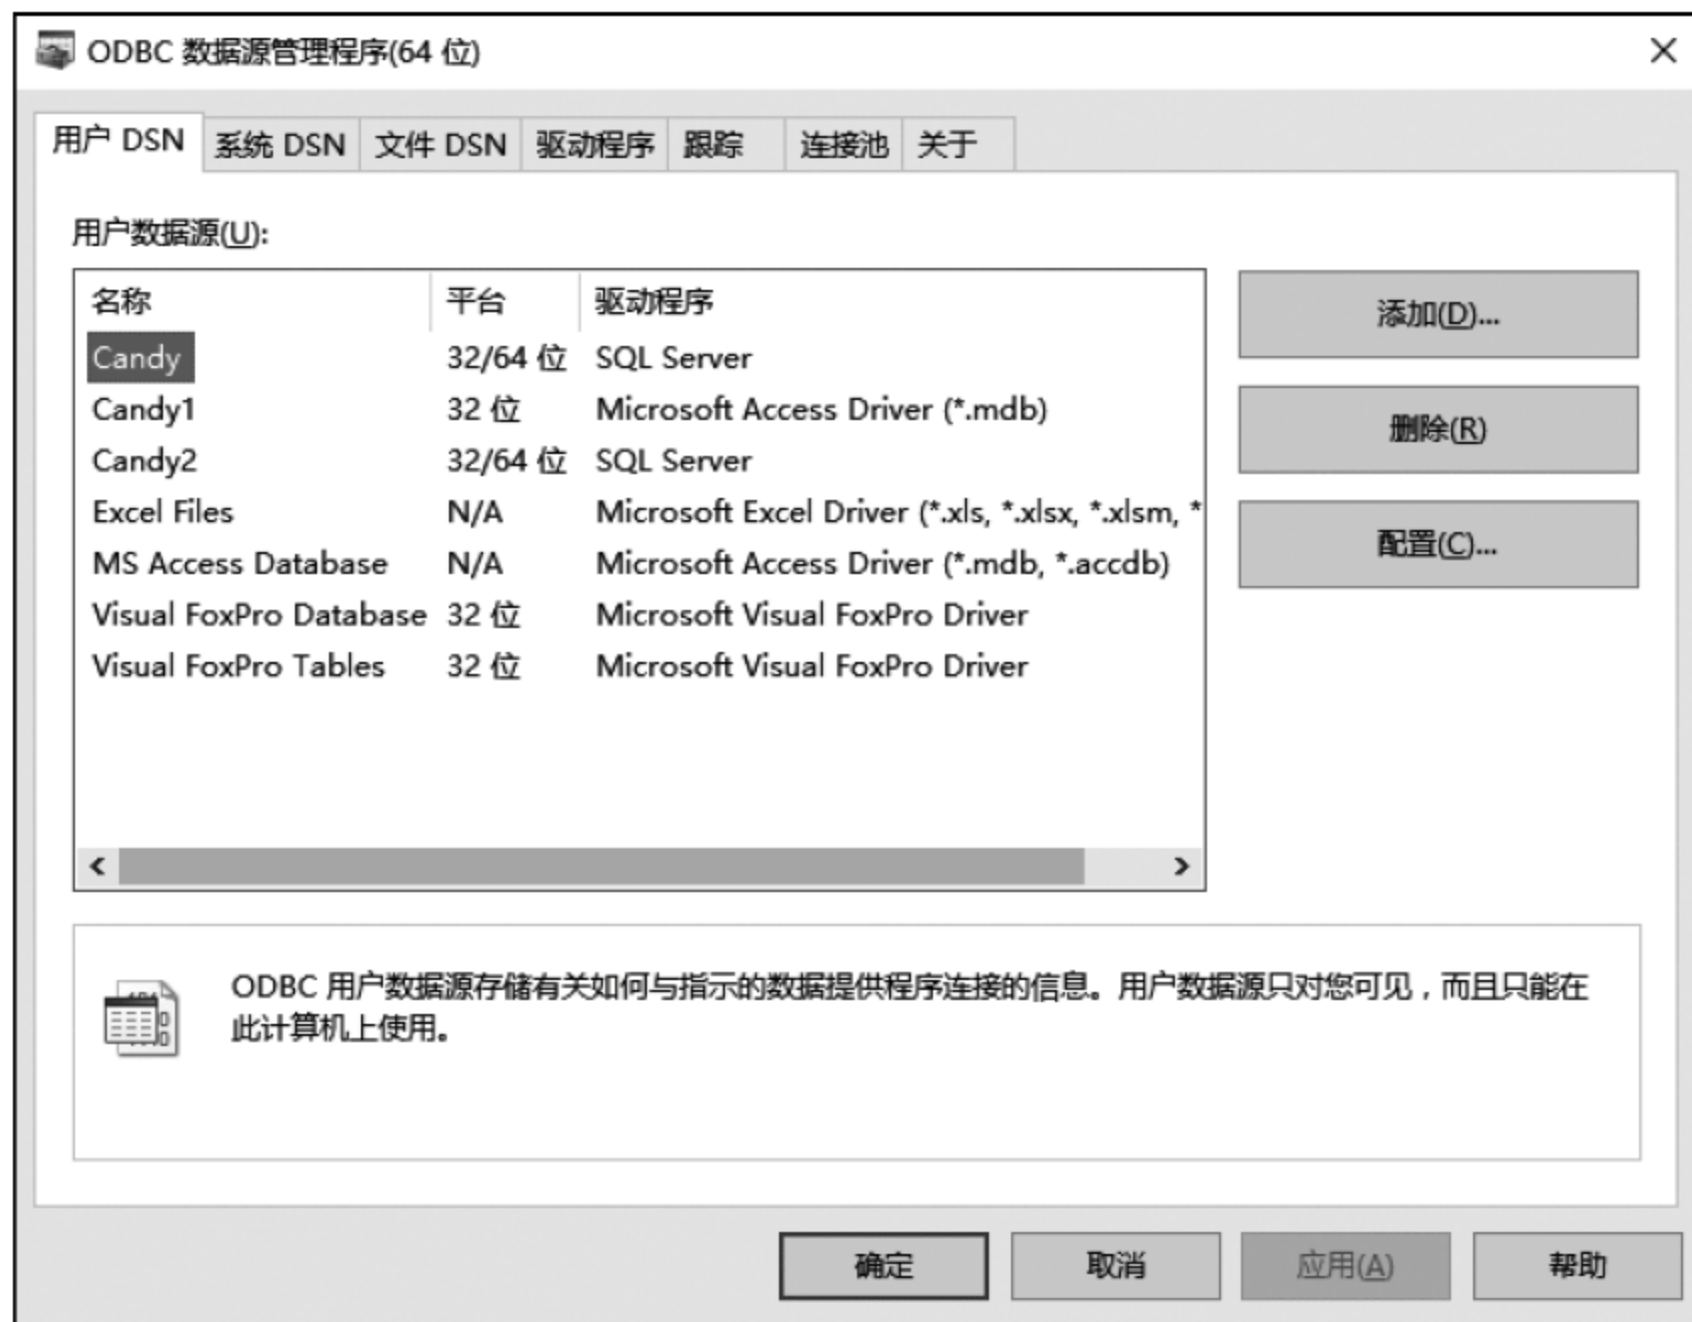 ODBC 数据源管理程序(64 位)
用户 DSN 系统 DSN 文件 DSN 驱动程序 跟踪 连接池 关于
用户数据源(U):
名称 平台 驱动程序
Candy 32/64 位 SQL Server
Candy1 32 位 Microsoft Access Driver (*.mdb)
Candy2 32/64 位 SQL Server
Excel Files N/A Microsoft Excel Driver (*.xls, *.xlsx, *.xlsm, *
MS Access Database N/A Microsoft Access Driver (*.mdb, *.accdb)
Visual FoxPro Database 32 位 Microsoft Visual FoxPro Driver
Visual FoxPro Tables 32 位 Microsoft Visual FoxPro Driver
添加(D)...
删除(R)
配置(C)...
ODBC 用户数据源存储有关如何与指示的数据提供程序连接的信息。用户数据源只对您可见，而且只能在
此计算机上使用。
确定 取消 应用(A) 帮助